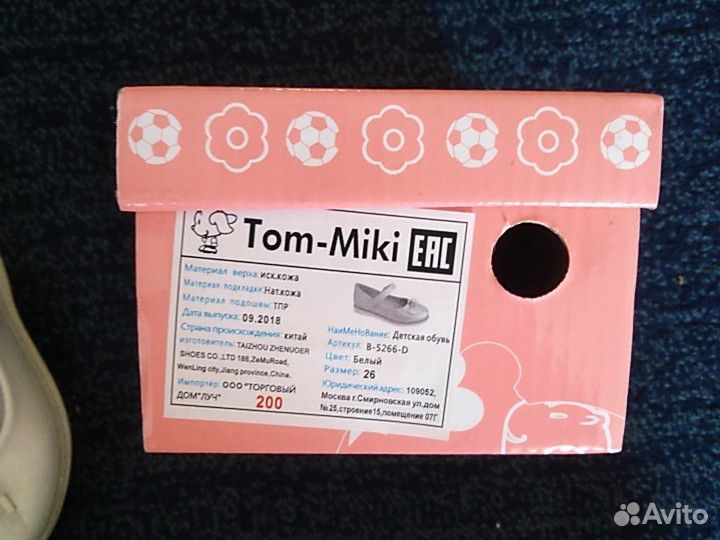 Tom-Miki EAC
Материал верха:иск.кожа
Материал подкладки:Нат.кожа
Материал подошвы:ТПР
Дата выпуска: 09.2018
Страна происхождения: китай
изготовитель: TAIZHOU ZHENUOER
SHOES CO.,LTD 188,ZeMuRoad,
WenLing city,Jiang province,China.
Импортёр: ООО "ТОРГОВЫЙ
ДОМ"ЛУЧ"
200
НаиМеНоВание: Детская обувь
Артикул: B-5266-D
Цвет: Белый
Размер: 26
Юридический адрес: 109052,
Москва г.Смирновская ул.дом
№25,строение15,помещение 07Г
Avito